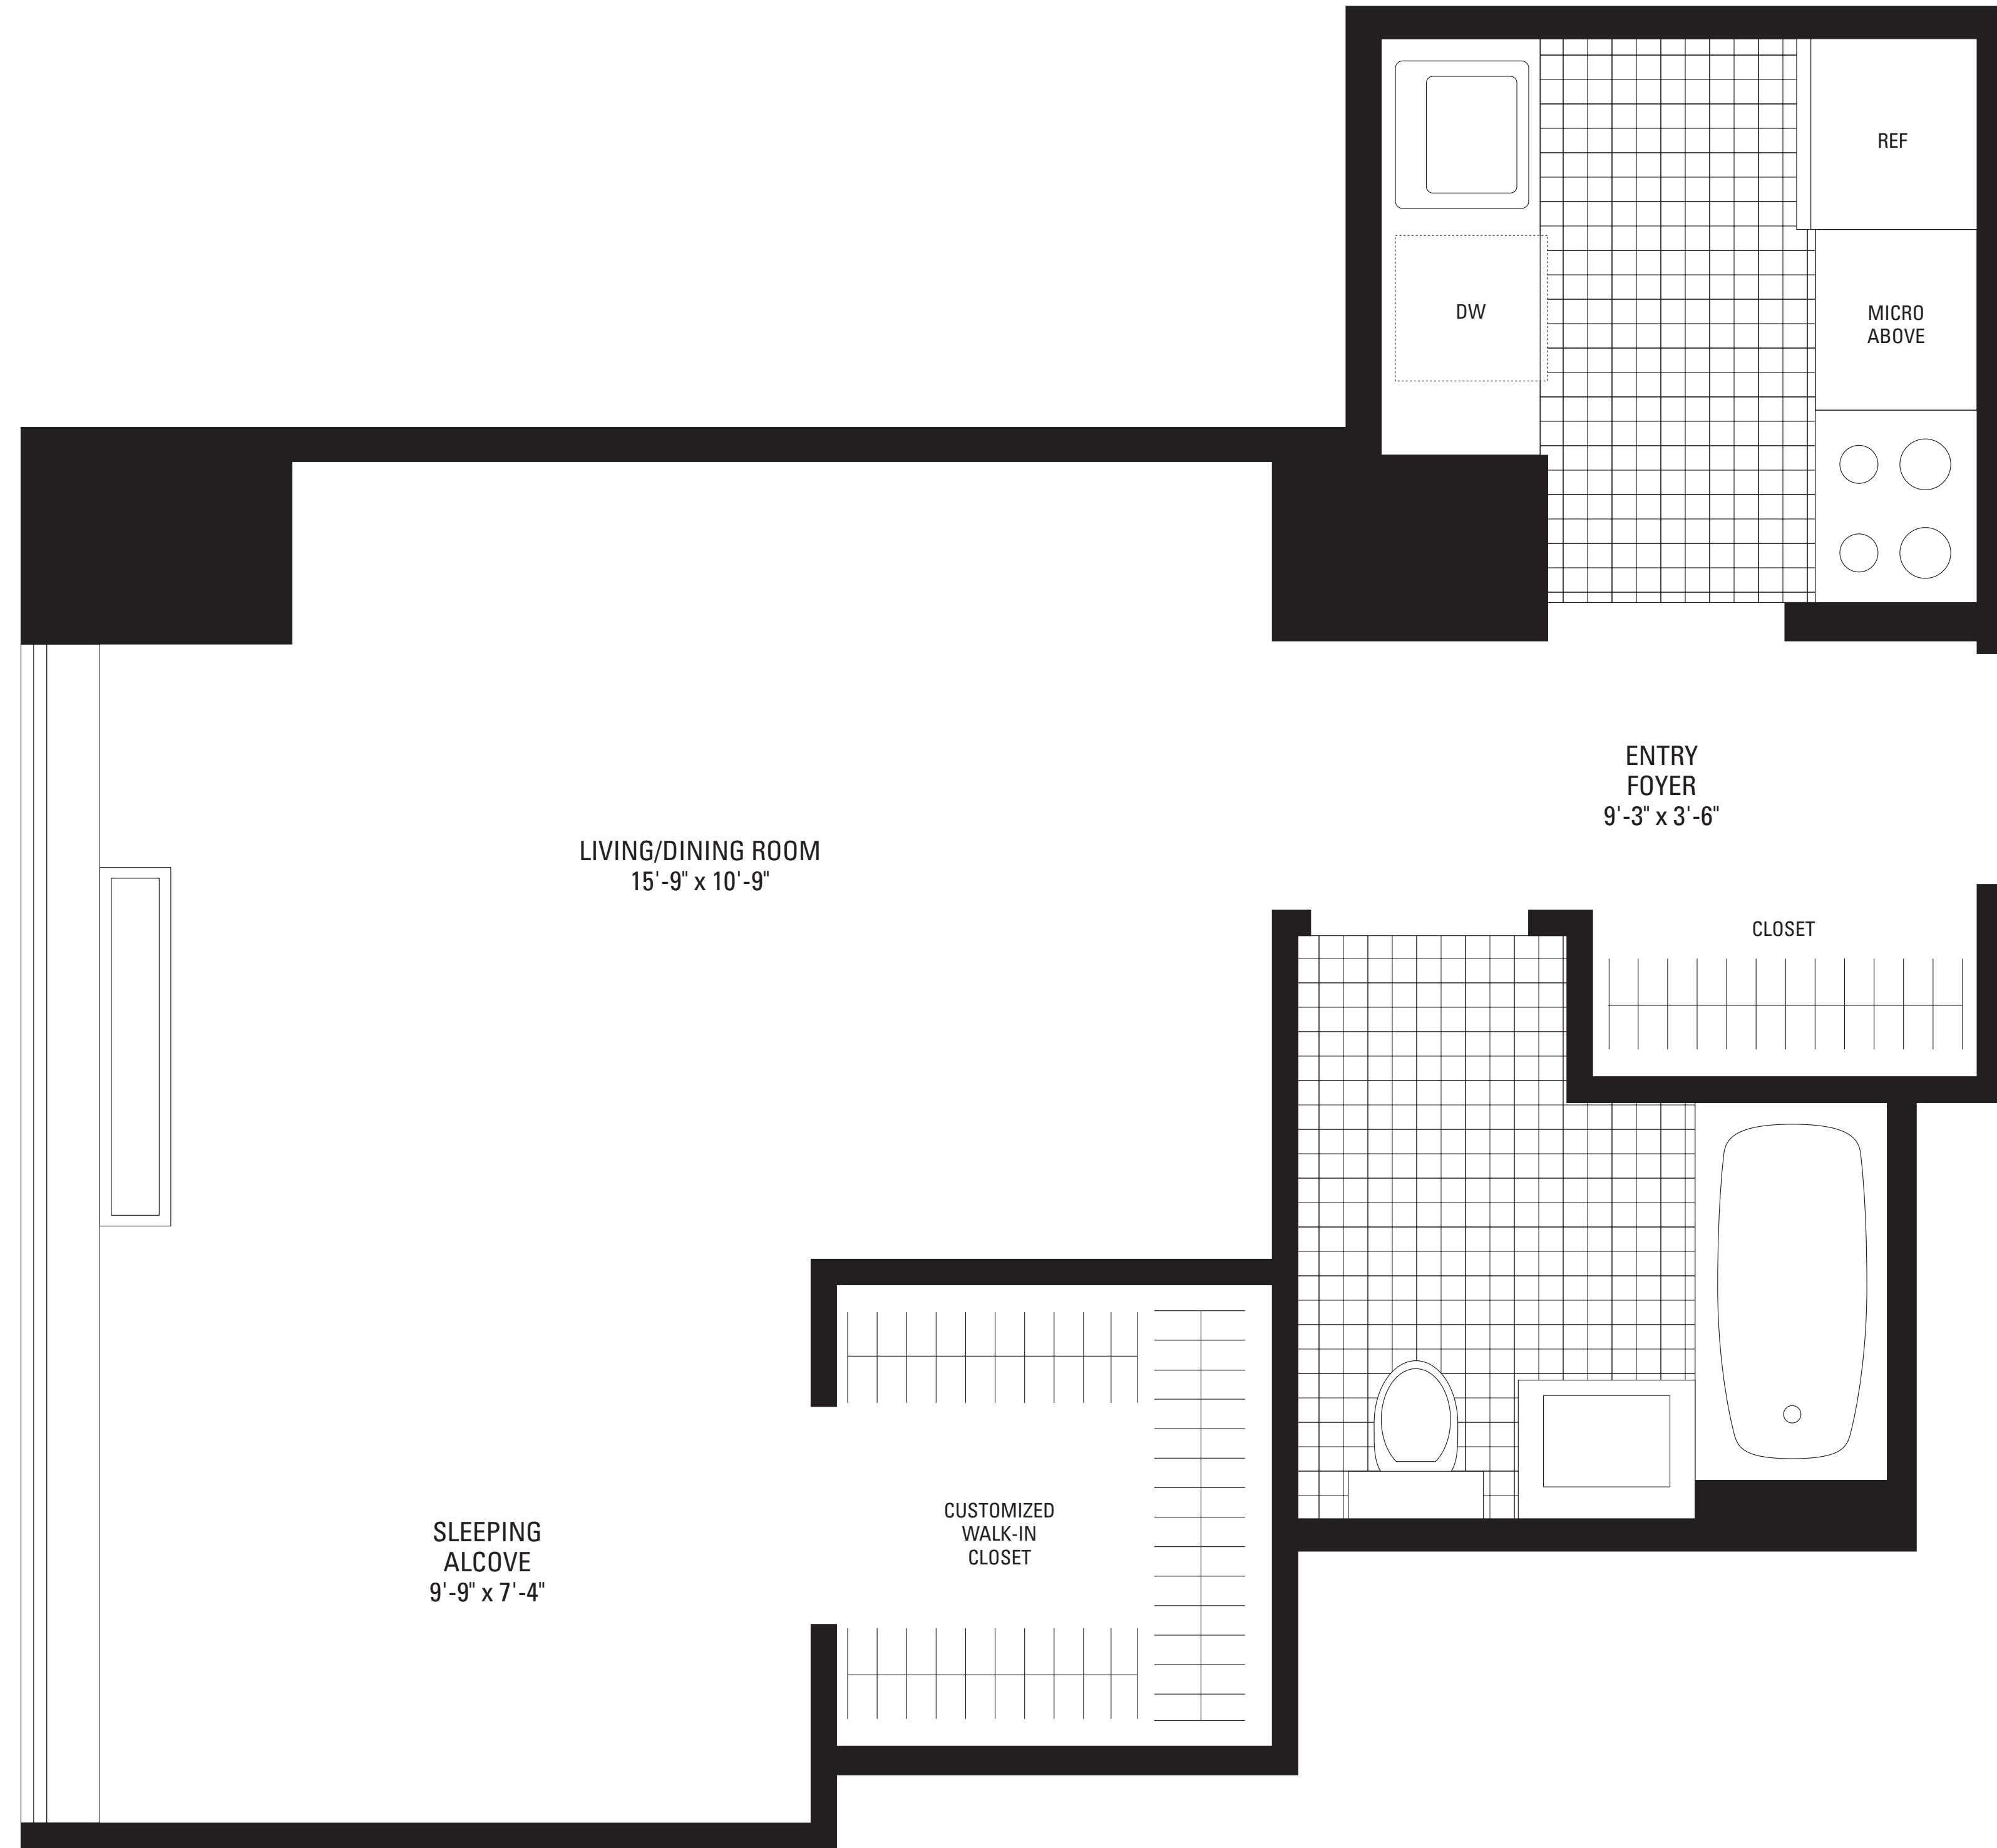 REF
DW
MICRO
ABOVE
ENTRY
FOYER
9'-3" x 3'-6"
LIVING/DINING ROOM
15'-9" x 10'-9"
CLOSET
CUSTOMIZED
WALK-IN
CLOSET
SLEEPING
ALCOVE
9'-9" x 7'-4"